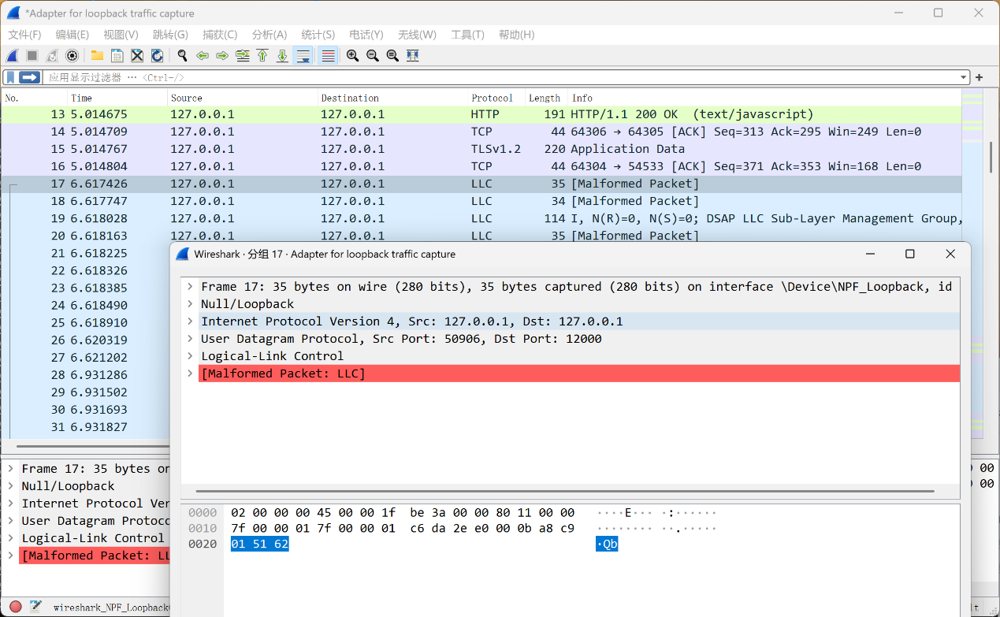 *Adapter for loopback traffic capture
文件(F) 编辑(E) 视图(V) 跳转(G) 捕获(C) 分析(A) 统计(S) 电话(Y) 无线(W) 工具(T) 帮助(H)
应用显示过滤器 … <Ctrl-/>
No. Time Source Destination Protocol Length Info
13 5.014675 127.0.0.1 127.0.0.1 HTTP 191 HTTP/1.1 200 OK (text/javascript)
14 5.014709 127.0.0.1 127.0.0.1 TCP 44 64306 → 64305 [ACK] Seq=313 Ack=295 Win=249 Len=0
15 5.014767 127.0.0.1 127.0.0.1 TLSv1.2 220 Application Data
16 5.014804 127.0.0.1 127.0.0.1 TCP 44 64304 → 54533 [ACK] Seq=371 Ack=353 Win=168 Len=0
17 6.617426 127.0.0.1 127.0.0.1 LLC 35 [Malformed Packet]
18 6.617747 127.0.0.1 127.0.0.1 LLC 34 [Malformed Packet]
19 6.618028 127.0.0.1 127.0.0.1 LLC 114 I, N(R)=0, N(S)=0; DSAP LLC Sub-Layer Management Group,
20 6.618163 127.0.0.1 127.0.0.1 LLC 35 [Malformed Packet]
21 6.618225
22 6.618326
23 6.618385
24 6.618490
25 6.618910
26 6.620319
27 6.621202
28 6.931286
29 6.931502
30 6.931693
31 6.931827
Wireshark · 分组 17 · Adapter for loopback traffic capture
Frame 17: 35 bytes on wire (280 bits), 35 bytes captured (280 bits) on interface \Device\NPF_Loopback, id
Null/Loopback
Internet Protocol Version 4, Src: 127.0.0.1, Dst: 127.0.0.1
User Datagram Protocol, Src Port: 50906, Dst Port: 12000
Logical-Link Control
[Malformed Packet: LLC]
0000 02 00 00 00 45 00 00 1f be 3a 00 00 80 11 00 00 ····E··· ·:······
0010 7f 00 00 01 7f 00 00 01 c6 da 2e e0 00 0b a8 c9 ········ ··.·····
0020 01 51 62 ·Qb
Frame 17: 35 bytes on
Null/Loopback
Internet Protocol Ver
User Datagram Protoco
Logical-Link Control
[Malformed Packet: LL
00
00
wireshark_NPF_Loopback